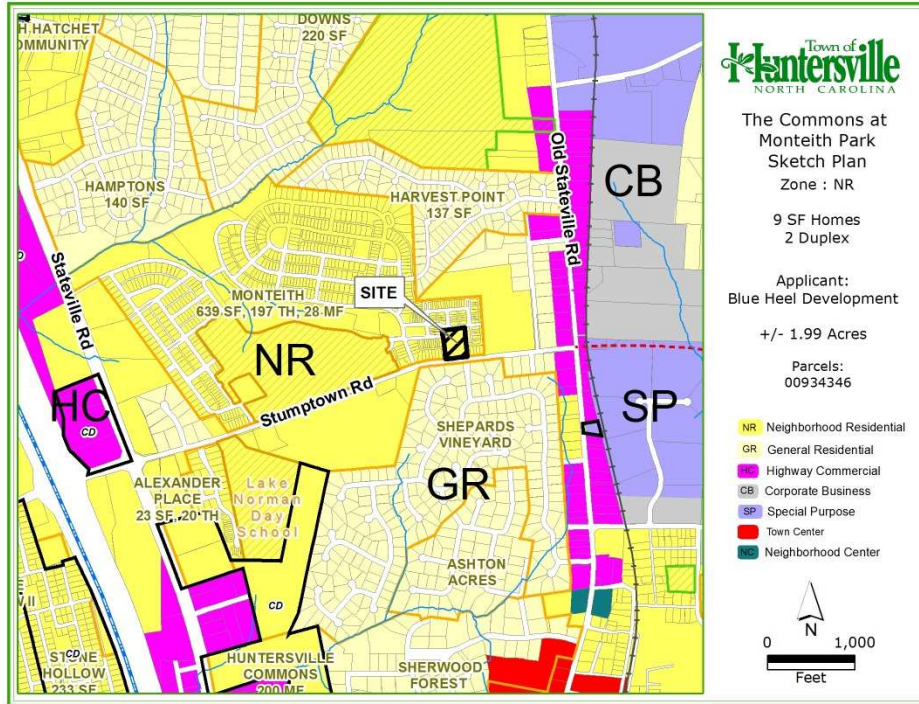 DOWNS
220 SF
H HATCHET
OMMUNITY
HAMPTONS
140 SF
HARVEST POINT
137 SF
Old Statesville Rd
CB
Stateville Rd
MONTEITH
639 SF, 197 TH, 28 MF
SITE
NR
Stumptown Rd
HC
CD
SP
SHEPARDS
VINEYARD
GR
ALEXANDER
PLACE
23 SF, 20 TH
Lake
Norman
Day
School
ASHTON
ACRES
CD
W II
CD
STONE
HOLLOW
233 SF
HUNTERSVILLE
COMMONS
200 MF
SHERWOOD
FOREST
Town of
Huntersville
NORTH CAROLINA
The Commons at
Monteith Park
Sketch Plan
Zone : NR
9 SF Homes
2 Duplex
Applicant:
Blue Heel Development
+/- 1.99 Acres
Parcels:
00934346
NR Neighborhood Residential
GR General Residential
HC Highway Commercial
CB Corporate Business
SP Special Purpose
Town Center
NC Neighborhood Center
N
0 1,000
Feet